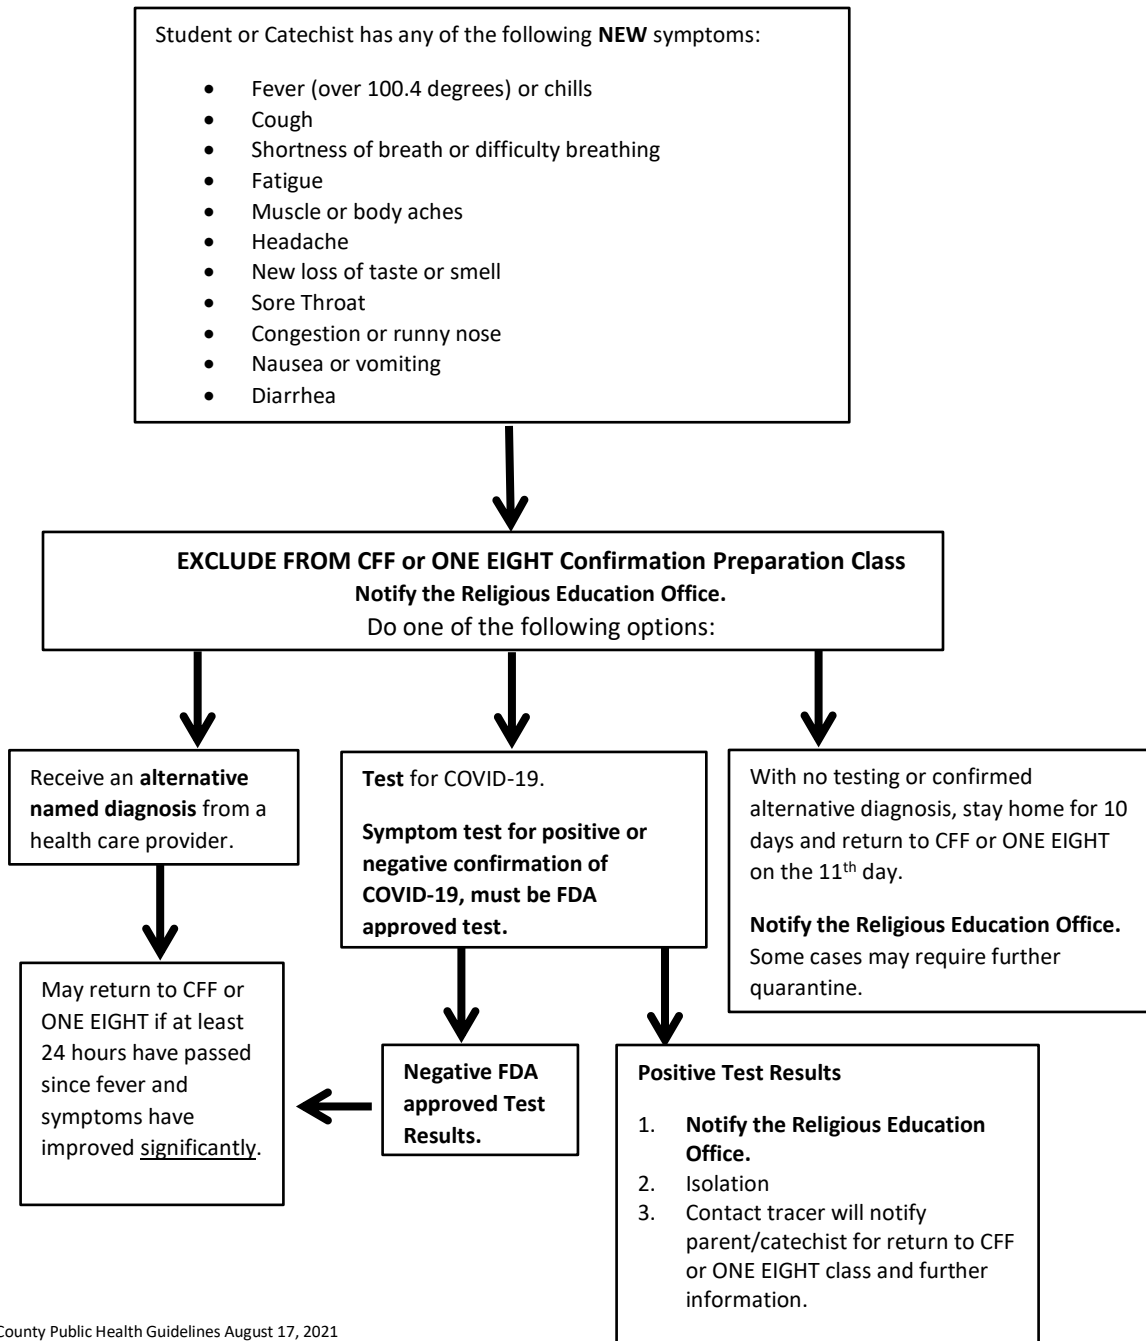 Student or Catechist has any of the following NEW symptoms:
• Fever (over 100.4 degrees) or chills
• Cough
• Shortness of breath or difficulty breathing
• Fatigue
• Muscle or body aches
• Headache
• New loss of taste or smell
• Sore Throat
• Congestion or runny nose
• Nausea or vomiting
• Diarrhea
EXCLUDE FROM CFF or ONE EIGHT Confirmation Preparation Class
Notify the Religious Education Office.
Do one of the following options:
Receive an alternative
named diagnosis from a
health care provider.
Test for COVID-19.
Symptom test for positive or
negative confirmation of
COVID-19, must be FDA
approved test.
With no testing or confirmed
alternative diagnosis, stay home for 10
days and return to CFF or ONE EIGHT
on the 11th day.
Notify the Religious Education Office.
Some cases may require further
quarantine.
May return to CFF or
ONE EIGHT if at least
24 hours have passed
since fever and
symptoms have
improved significantly.
Negative FDA
approved Test
Results.
Positive Test Results
1. Notify the Religious Education
Office.
2. Isolation
3. Contact tracer will notify
parent/catechist for return to CFF
or ONE EIGHT class and further
information.
County Public Health Guidelines August 17, 2021